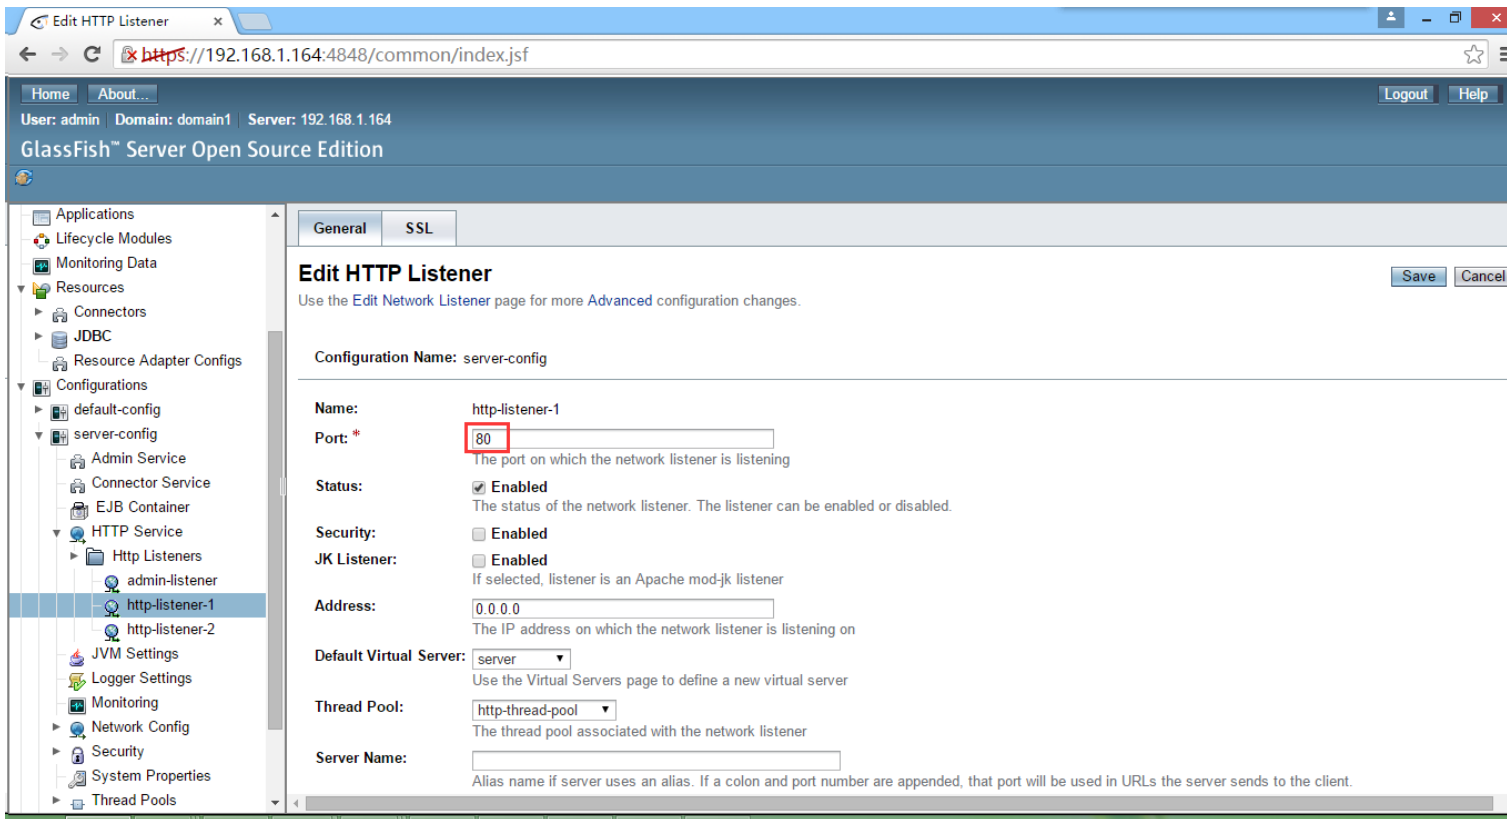 Edit HTTP Listener
https://192.168.1.164:4848/common/index.jsf
Home About... Logout Help
User: admin Domain: domain1 Server: 192.168.1.164
GlassFish™ Server Open Source Edition
Applications
Lifecycle Modules
Monitoring Data
Resources
Connectors
JDBC
Resource Adapter Configs
Configurations
default-config
server-config
Admin Service
Connector Service
EJB Container
HTTP Service
Http Listeners
admin-listener
http-listener-1
http-listener-2
JVM Settings
Logger Settings
Monitoring
Network Config
Security
System Properties
Thread Pools
General SSL
Edit HTTP Listener
Save Cancel
Use the Edit Network Listener page for more Advanced configuration changes.
Configuration Name: server-config
Name: http-listener-1
Port: * 80
The port on which the network listener is listening
Status: Enabled
The status of the network listener. The listener can be enabled or disabled.
Security: Enabled
JK Listener: Enabled
If selected, listener is an Apache mod-jk listener
Address: 0.0.0.0
The IP address on which the network listener is listening on
Default Virtual Server: server
Use the Virtual Servers page to define a new virtual server
Thread Pool: http-thread-pool
The thread pool associated with the network listener
Server Name:
Alias name if server uses an alias. If a colon and port number are appended, that port will be used in URLs the server sends to the client.